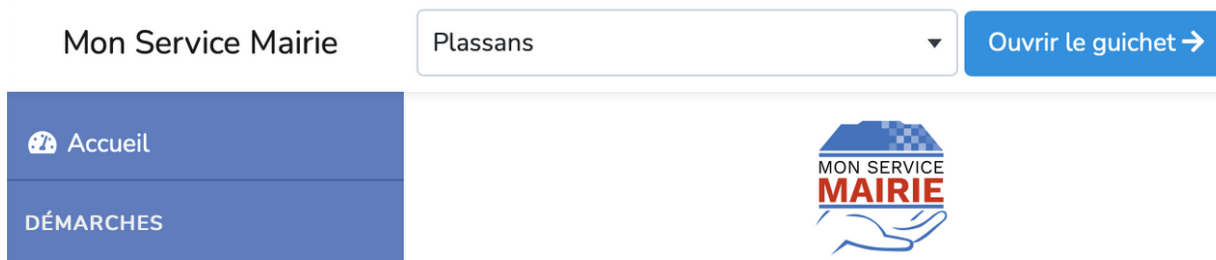 Mon Service Mairie
Plassans
Ouvrir le guichet
Accueil
DÉMARCHES
MON SERVICE
MAIRIE